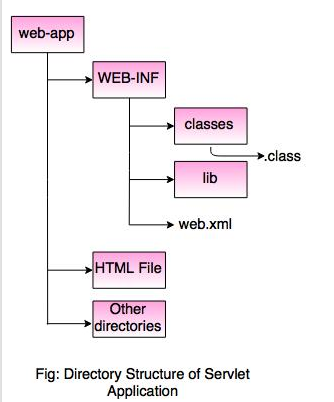 web-app
WEB-INF
classes
.class
lib
web.xml
HTML File
Other
directories
Fig: Directory Structure of Servlet
Application